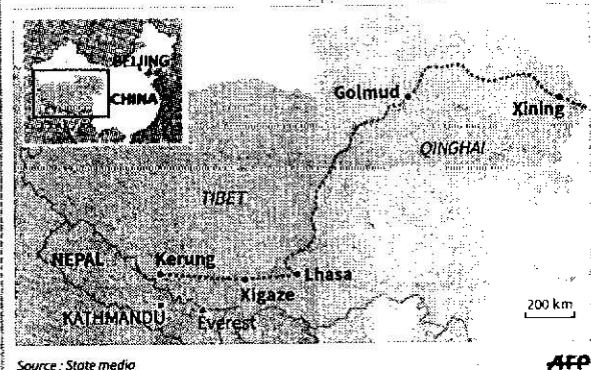 BEIJING
CHINA
Golmud
Xining
QINGHAI
TIBET
NEPAL
Kerung
Lhasa
Xigaze
KATHMANDU
Everest
200 km
Source : State media
AFP